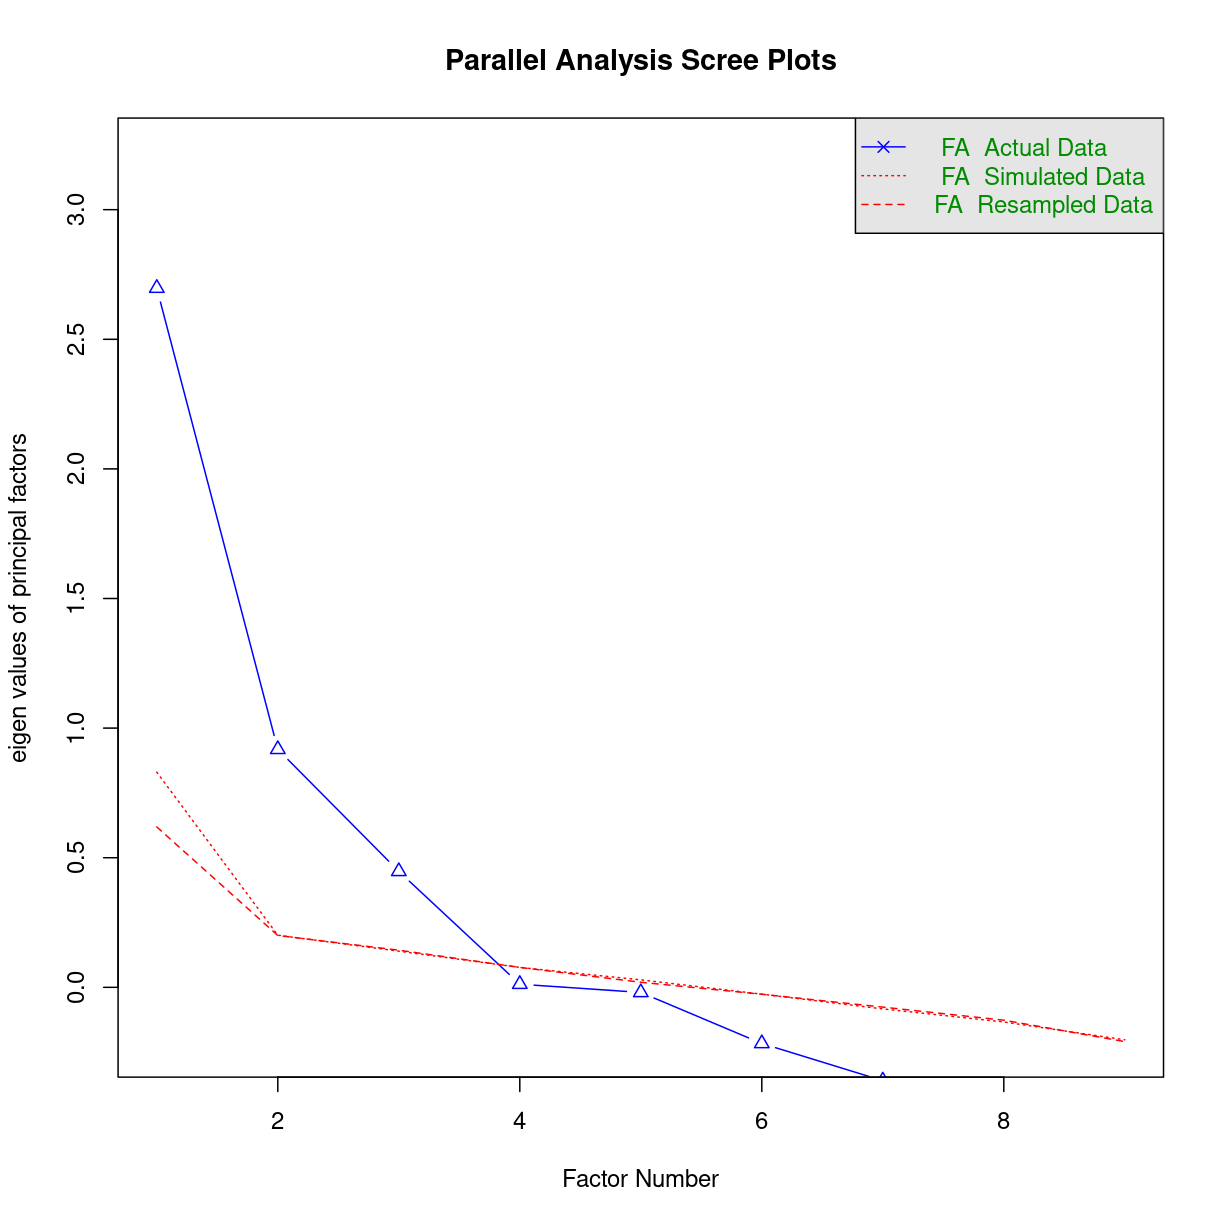 Parallel Analysis Scree Plots
FA  Actual Data
FA  Simulated Data
FA  Resampled Data
eigen values of principal factors
3.0
2.5
2.0
1.5
1.0
0.5
0.0
2 4 6 8
Factor Number